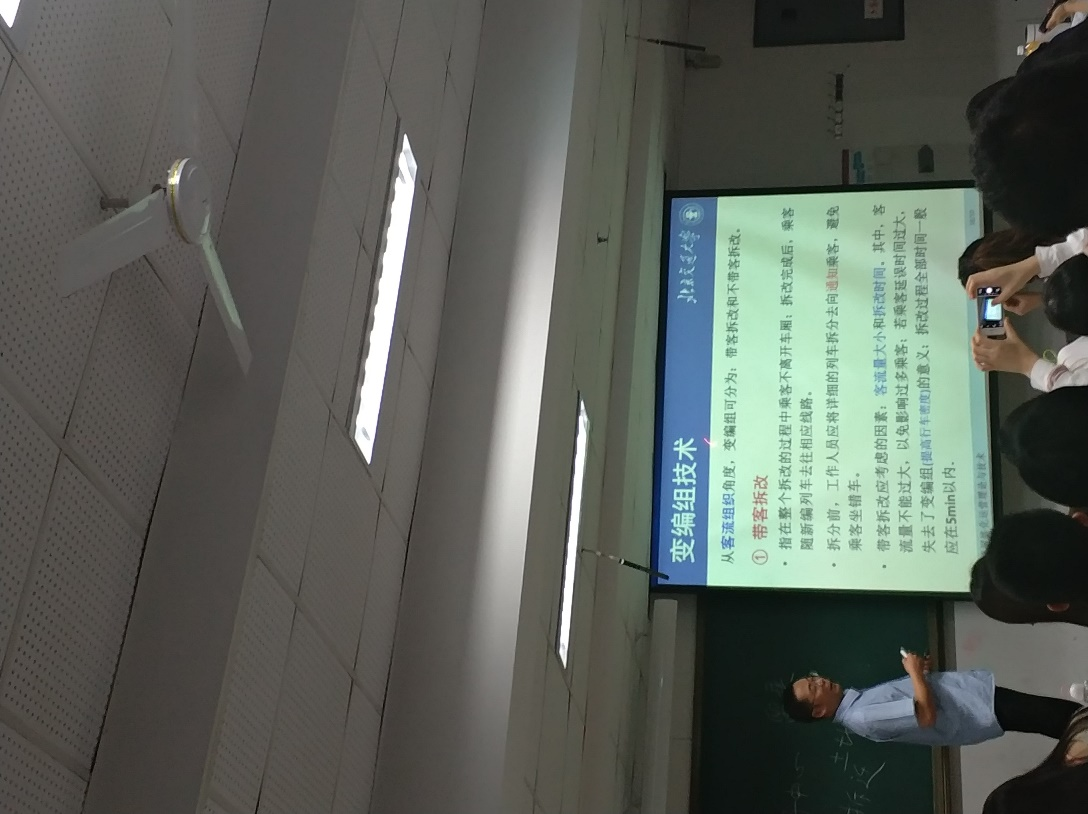 变编组技术
北京交通大学
从客流组织角度，变编组可分为：带客拆改和不带客拆改。
① 带客拆改
• 指在整个拆改的过程中乘客不离开车厢；拆改完成后，乘客
随新编列车去往相应线路。
• 拆分前，工作人员应将详细的列车拆分去向通知乘客，避免
乘客坐错车。
• 带客拆改应考虑的因素：客流量大小和拆改时间。其中，客
流量不能过大，以免影响过多乘客；若乘客延误时间过大，
失去了变编组(提高行车密度)的意义；拆改过程全部时间一般
应在5min以内。